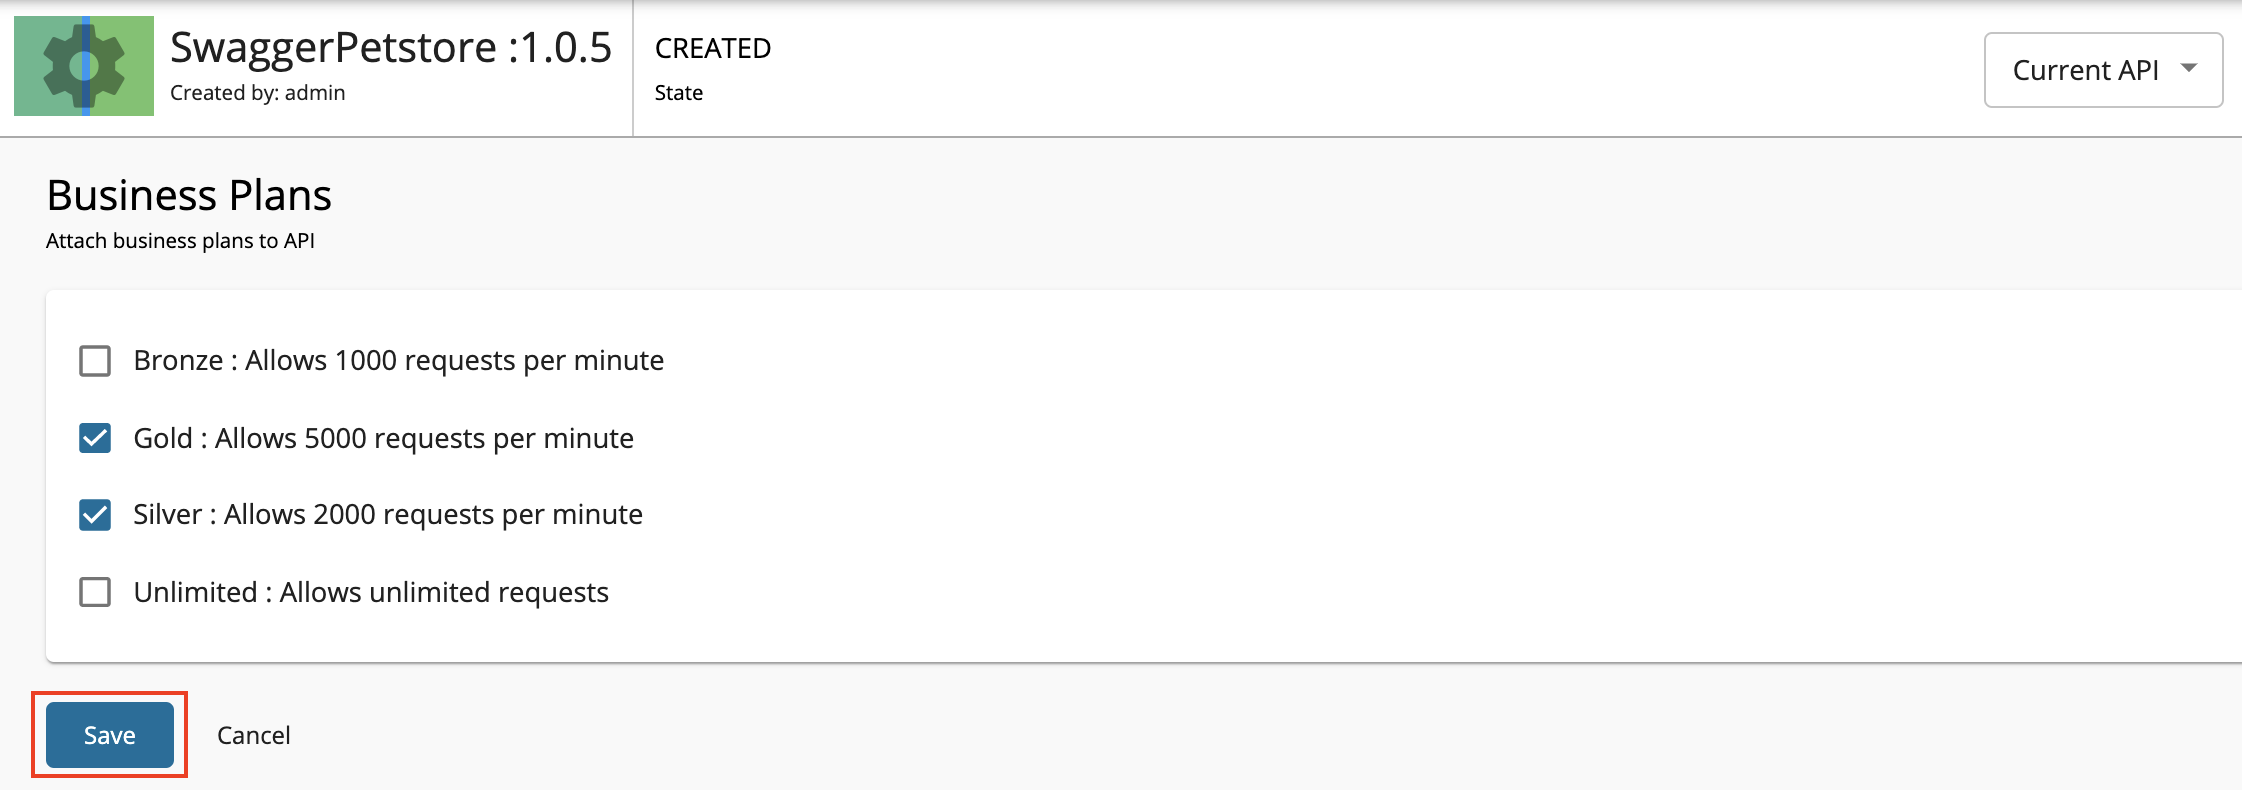 SwaggerPetstore :1.0.5
Created by: admin
CREATED
State
Current API
Business Plans
Attach business plans to API
Bronze : Allows 1000 requests per minute
Gold : Allows 5000 requests per minute
Silver : Allows 2000 requests per minute
Unlimited : Allows unlimited requests
Save
Cancel